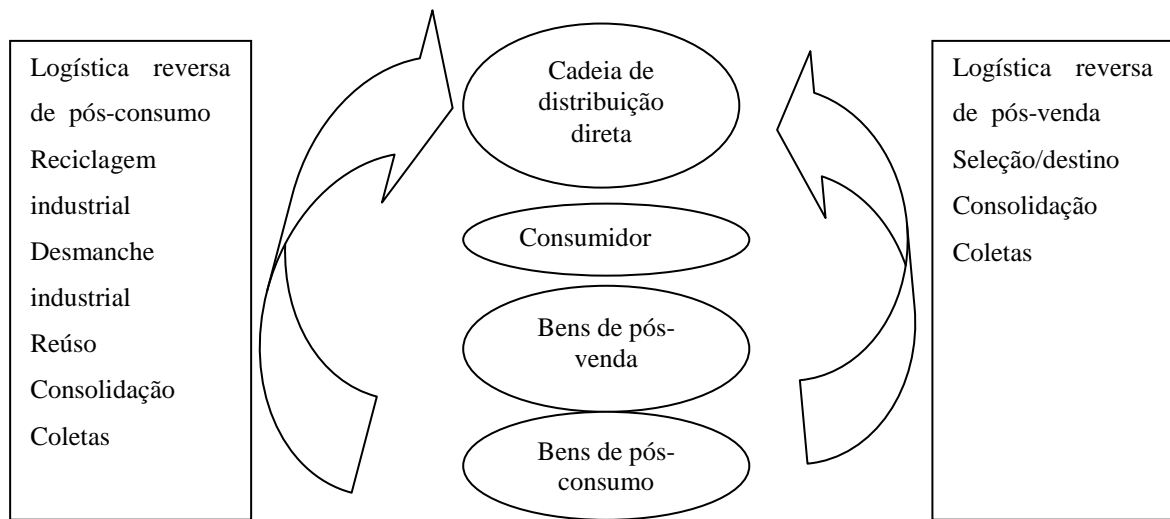 Logística reversa
de pós-consumo
Reciclagem
industrial
Desmanche
industrial
Reúso
Consolidação
Coletas
Cadeia de
distribuição
direta
Consumidor
Bens de pós-
venda
Bens de pós-
consumo
Logística reversa
de pós-venda
Seleção/destino
Consolidação
Coletas